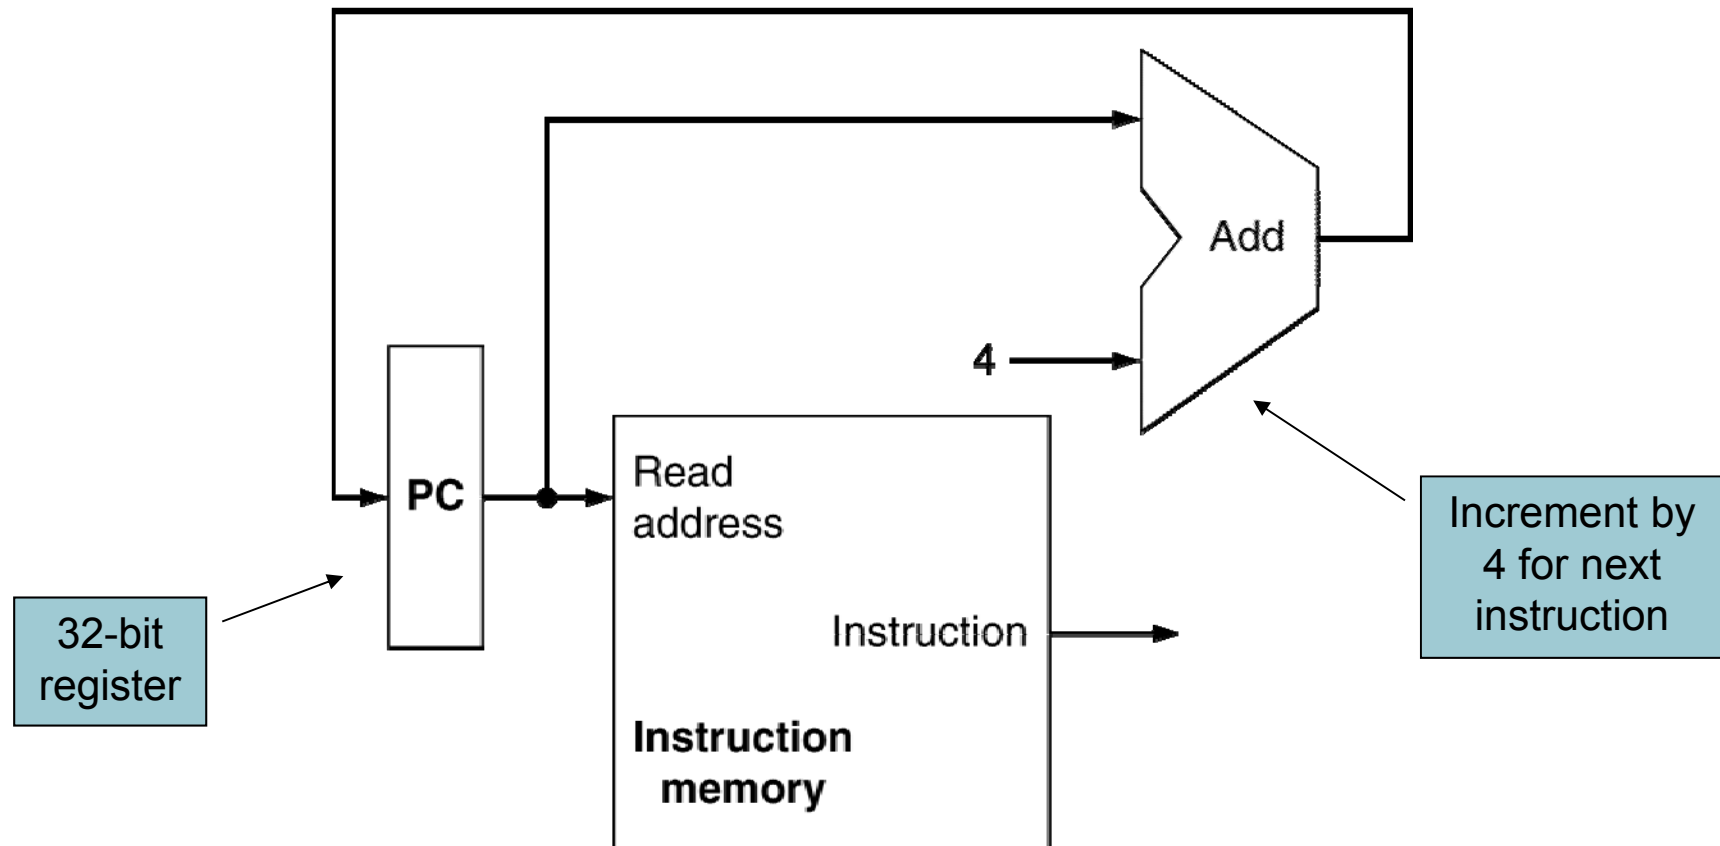 Add
4
PC
Read
address
Increment by
4 for next
instruction
32-bit
register
Instruction
Instruction
memory